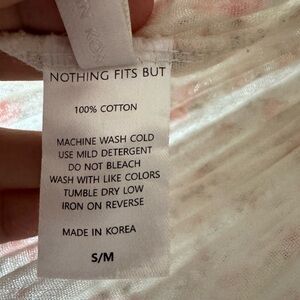 NOTHING FITS BUT
100% COTTON
MACHINE WASH COLD
USE MILD DETERGENT
DO NOT BLEACH
WASH WITH LIKE COLORS
TUMBLE DRY LOW
IRON ON REVERSE
MADE IN KOREA
S/M